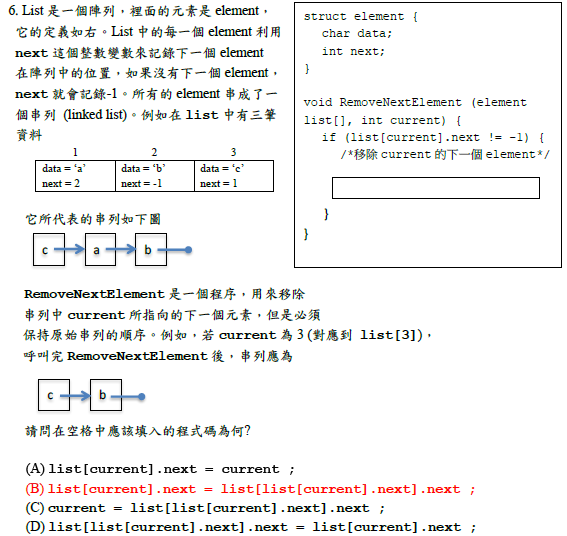 6. List 是一個陣列，裡面的元素是 element，
它的定義如右。List 中的每一個 element 利用
next 這個整數變數來記錄下一個 element
在陣列中的位置，如果沒有下一個 element，
next 就會記錄-1。所有的 element 串成了一
個串列 (linked list)。例如在 list 中有三筆
資料
1 2 3
data = ‘a’ data = ‘b’ data = ‘c’
next = 2 next = -1 next = 1
它所代表的串列如下圖
c a b
struct element {
char data;
int next;
}
void RemoveNextElement (element
list[], int current) {
if (list[current].next != -1) {
/*移除 current 的下一個 element*/
}
}
RemoveNextElement 是一個程序，用來移除
串列中 current 所指向的下一個元素，但是必須
保持原始串列的順序。例如，若 current 為 3 (對應到 list[3])，
呼叫完 RemoveNextElement 後，串列應為
c b
請問在空格中應該填入的程式碼為何?
(A) list[current].next = current ;
(B) list[current].next = list[list[current].next].next ;
(C) current = list[list[current].next].next ;
(D) list[list[current].next].next = list[current].next ;